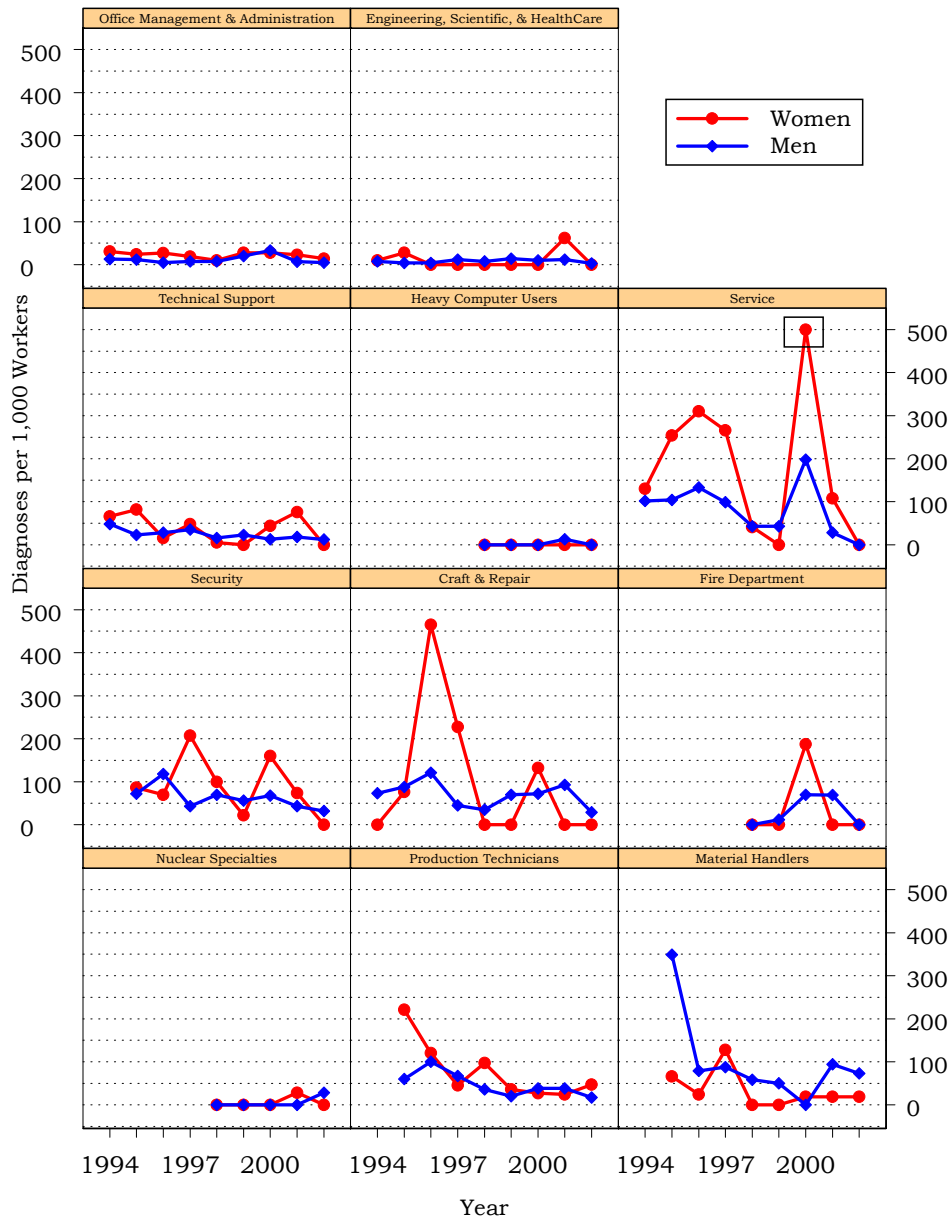 Office Management & Administration
Engineering, Scientific, & HealthCare
500
400
300
200
100
0
Women
Men
Technical Support
Heavy Computer Users
Service
500
400
300
200
100
0
Diagnoses per 1,000 Workers
Security
Craft & Repair
Fire Department
500
400
300
200
100
0
Nuclear Specialties
Production Technicians
Material Handlers
500
400
300
200
100
0
1994
1997
2000
1994
1997
2000
1994
1997
2000
Year